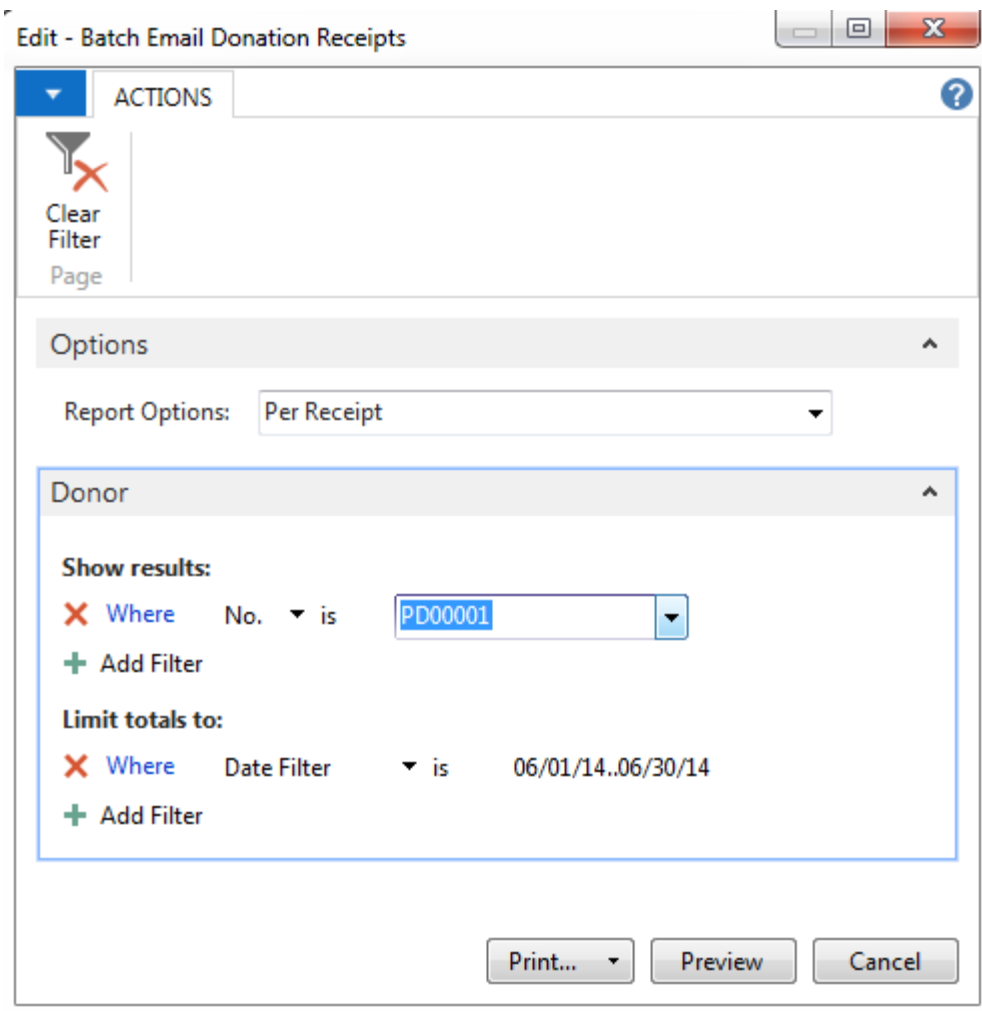 Edit - Batch Email Donation Receipts
ACTIONS
Clear
Filter
Page
Options
Report Options: Per Receipt
Donor
Show results:
Where No. is PD00001
Add Filter
Limit totals to:
Where Date Filter is 06/01/14..06/30/14
Add Filter
Print... Preview Cancel